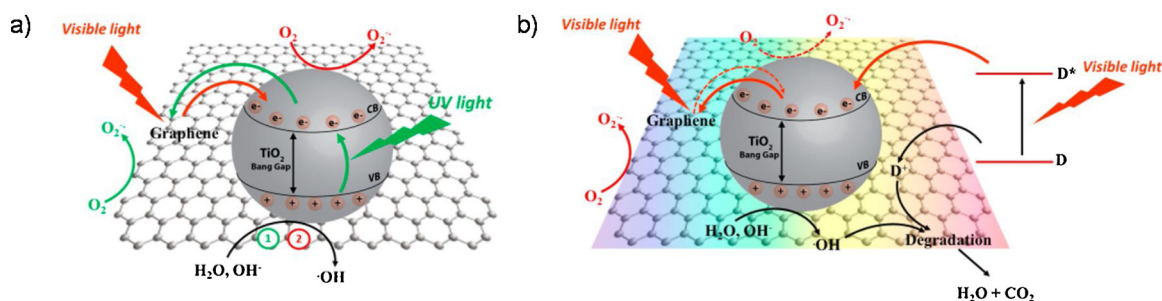 a)
Visible light
O₂
O₂⁻·
UV light
e- e- e- e- e-
CB
Graphene
O₂⁻·
TiO₂
Bang Gap
VB
O₂
+ + + + +
1 2
H₂O, OH⁻
·OH
b)
Visible light
O₂
O₂⁻·
D*
Visible light
e- e- e- e- e-
CB
Graphene
O₂⁻·
TiO₂
Bang Gap
VB
D
D⁺
O₂
+ + + + +
H₂O, OH⁻
·OH
Degradation
H₂O + CO₂